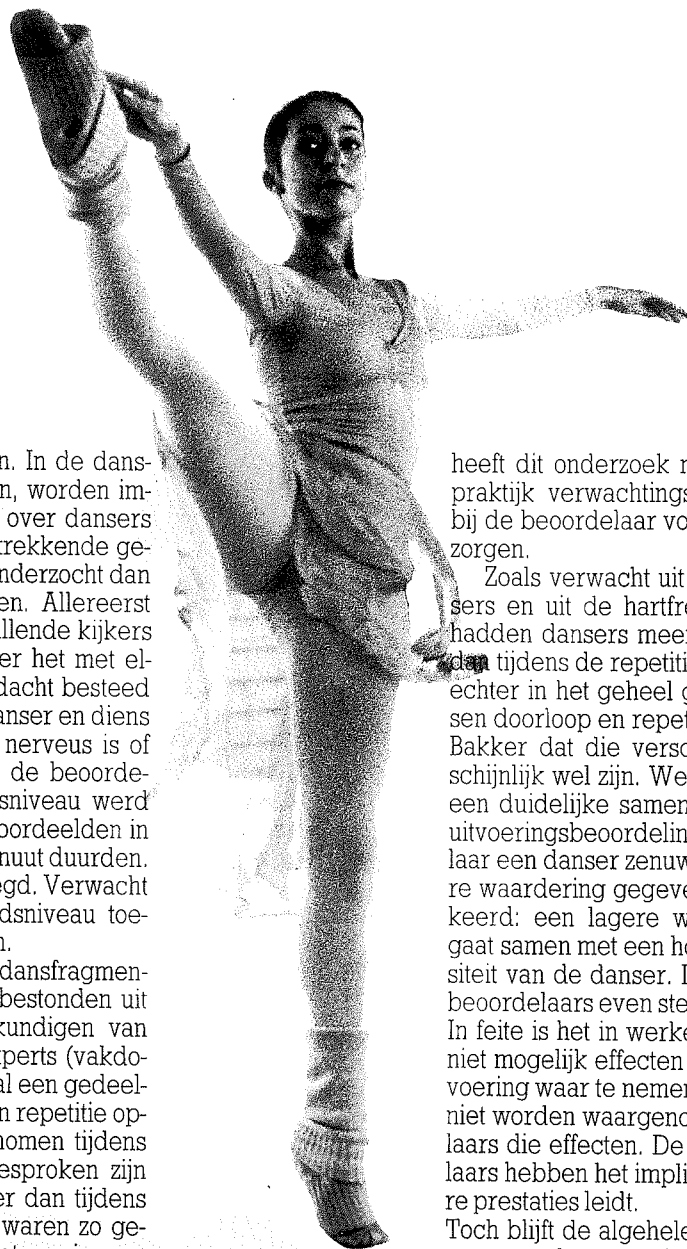 n. In de dans-
n, worden im-
over dansers
trekkende ge-
nderzocht dan
en. Allereerst
llende kijkers
er het met el-
dacht besteed
anser en diens
nerveus is of
de beoorde-
sniveau werd
oordeelden in
nuut duurden.
egd. Verwacht
dsniveau toe-
n.
dansfragmen-
bestonden uit
kundigen van
xperts (vakdo-
al een gedeel-
n repetitie op-
nomen tijdens
esproken zijn
er dan tijdens
waren zo ge-
heeft dit onderzoek
praktijk verwachtings
bij de beoordelaar vo
zorgen.
Zoals verwacht uit
sers en uit de hartfre
hadden dansers meer
dan tijdens de repetiti
echter in het geheel g
sen doorloop en repet
Bakker dat die versc
schijnlijk wel zijn. We
een duidelijke samen
uitvoeringsbeoordelin
laar een danser zenuw
re waardering gegeve
keerd: een lagere w
gaat samen met een ho
siteit van de danser. I
beoordelaars even ste
In feite is het in werke
niet mogelijk effecten
voering waar te nemen
niet worden waargeno
laars die effecten. De
laars hebben het impli
re prestaties leidt.
Toch blijft de algehele